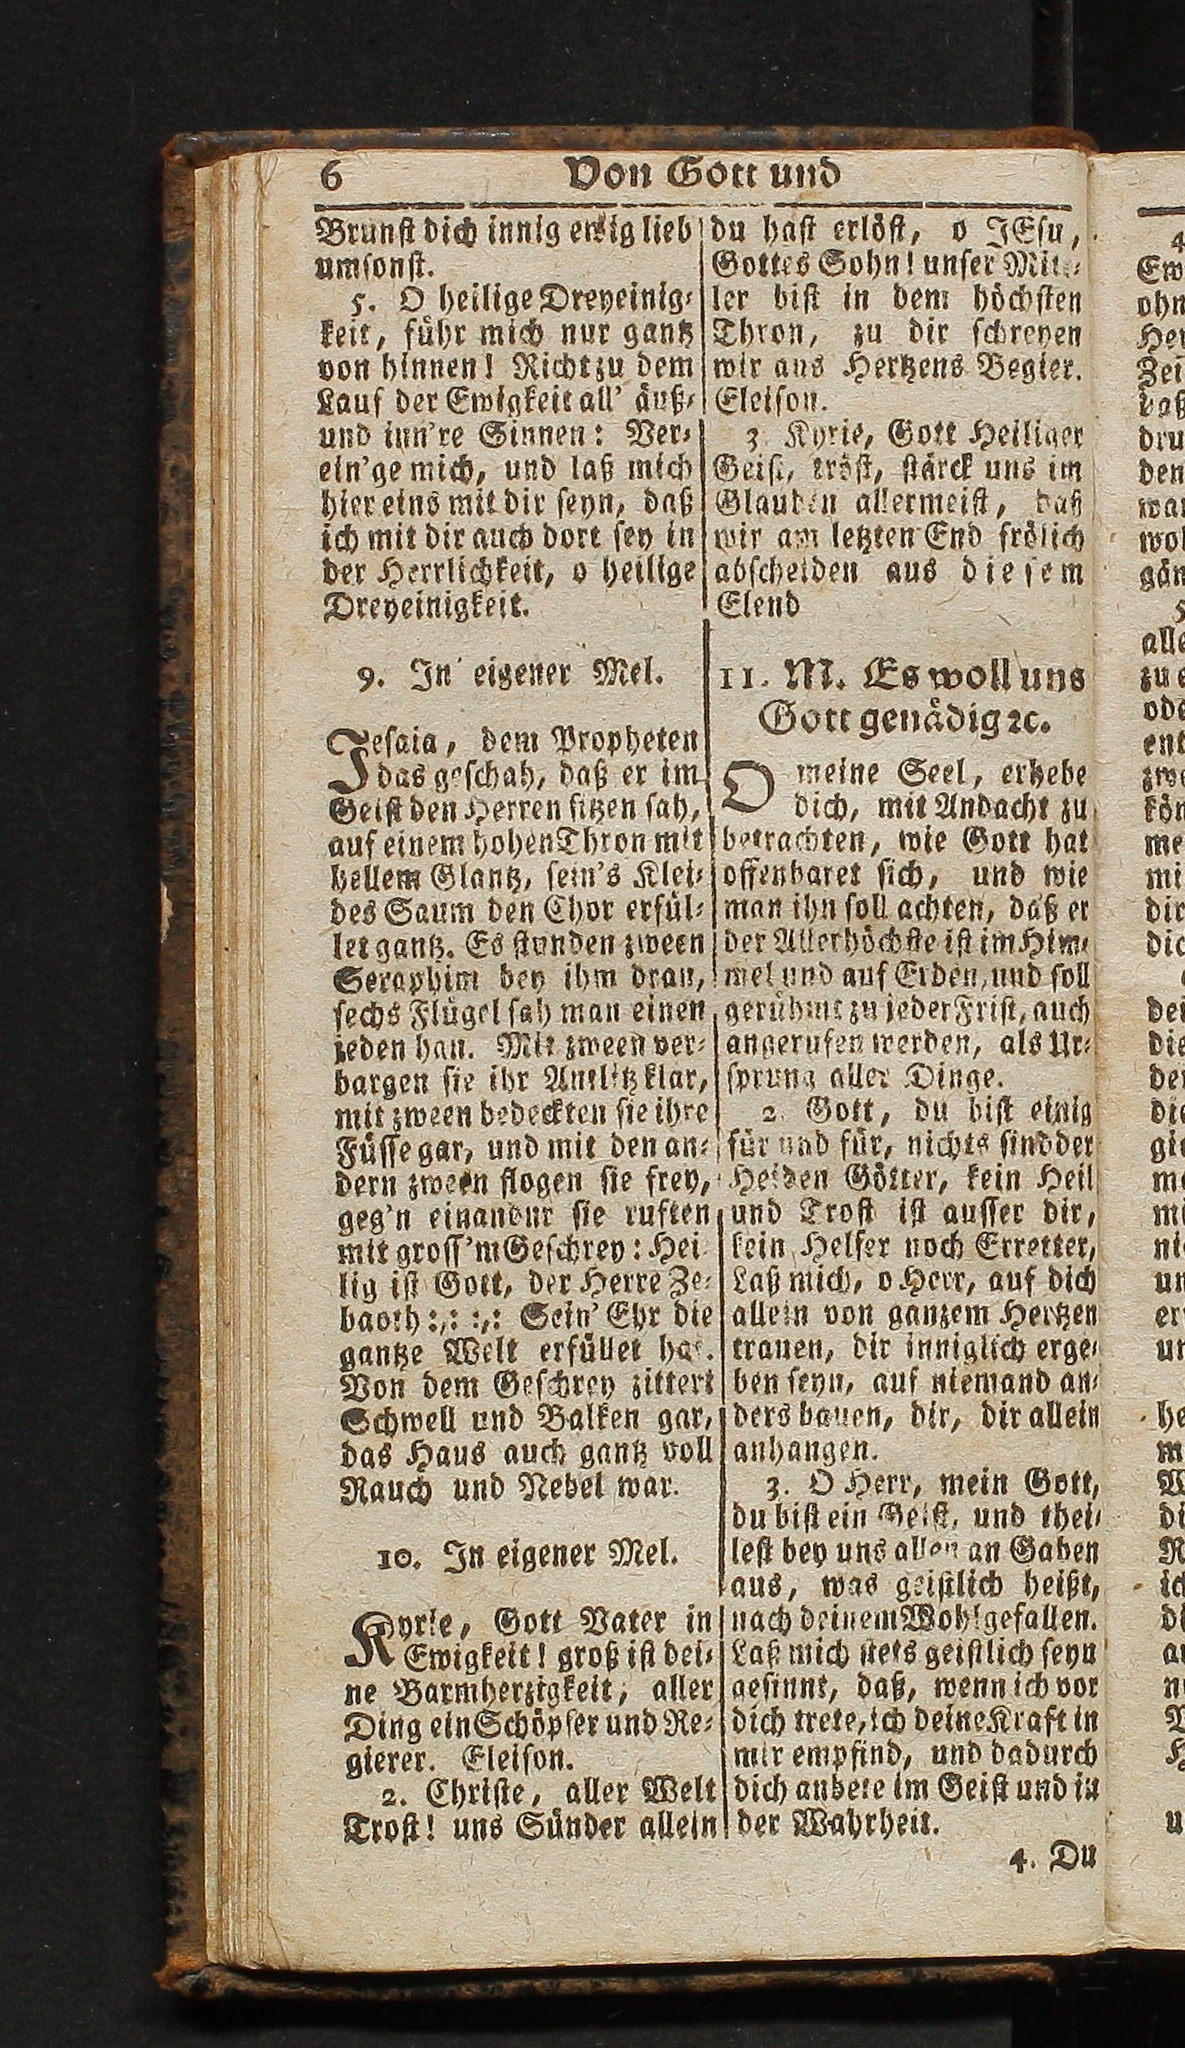 6 Von Gott und
Brunst dich innig ewig lieb
umsonst.
5. O heilige Dreyeinig-
keit, führ mich nur gantz
von hinnen! Richt zu dem
Lauf der Ewigkeit all' äuß-
und inn're Sinnen: Ver-
ein'ge mich, und laß mich
hier eins mit dir seyn, daß
ich mit dir auch dort sey in
der Herrlichkeit, o heilige
Dreyeinigkeit.
9. In eigener Mel.
Jesaia, dem Propheten
das geschah, daß er im
Geist den Herren sitzen sah,
auf einem hohen Thron mit
hellem Glantz, sein's Klei-
des Saum den Chor erfül-
let gantz. Es stunden zween
Seraphim bey ihm dran,
sechs Flügel sah man einen
jeden han. Mit zween ver-
bargen sie ihr Antlitz klar,
mit zween bedeckten sie ihre
Füsse gar, und mit den an-
dern zween flogen sie frey,
geg'n einandur sie ruften
mit gross'm Geschrey: Hei-
lig ist Gott, der Herre Ze-
baoth :,: :,: Sein' Ehr die
gantze Welt erfüllet hat.
Von dem Geschrey zittert
Schwell und Balken gar,
das Haus auch gantz voll
Rauch und Nebel war.
10. In eigener Mel.
Kyrie, Gott Vater in
Ewigkeit! groß ist dei-
ne Barmherzigkeit, aller
Ding ein Schöpfer und Re-
gierer. Eleison.
2. Christe, aller Welt
Trost! uns Sünder allein
du hast erlöst, o JEsu,
Gottes Sohn! unser Mitt-
ler bist in dem höchsten
Thron, zu dir schreyen
wir aus Hertzens Begier.
Eleison.
3 Kyrie, Gott Heiliger
Geist, tröst, stärck uns im
Glauben allermeist, daß
wir am letzten End frölich
abscheiden aus diesem
Elend
11. M. Es woll uns
Gott genädig ꝛc.
O meine Seel, erhebe
dich, mit Andacht zu
betrachten, wie Gott hat
offenbaret sich, und wie
man ihn soll achten, daß er
der Allerhöchste ist im Him-
mel und auf Erden, und soll
gerühmt zu jeder Frist, auch
angerufen werden, als Ur-
sprung aller Dinge.
2. Gott, du bist einig
für und für, nichts sind der
Heiden Götter, kein Heil
und Trost ist ausser dir,
kein Helfer noch Erretter,
Laß mich, o Herr, auf dich
allein von ganzem Hertzen
trauen, dir inniglich erge-
ben seyn, auf niemand an-
ders bauen, dir, dir allein
anhangen.
3. O Herr, mein Gott,
du bist ein Geist, und thei-
lest bey uns allen an Gaben
aus, was geistlich heißt,
nach deinem Wohlgefallen.
Laß mich stets geistlich seyn
gesinnt, daß, wenn ich vor
dich trete, ich deine Kraft in
mir empfind, und dadurch
dich anbete im Geist und in
der Wahrheit.
4. Du